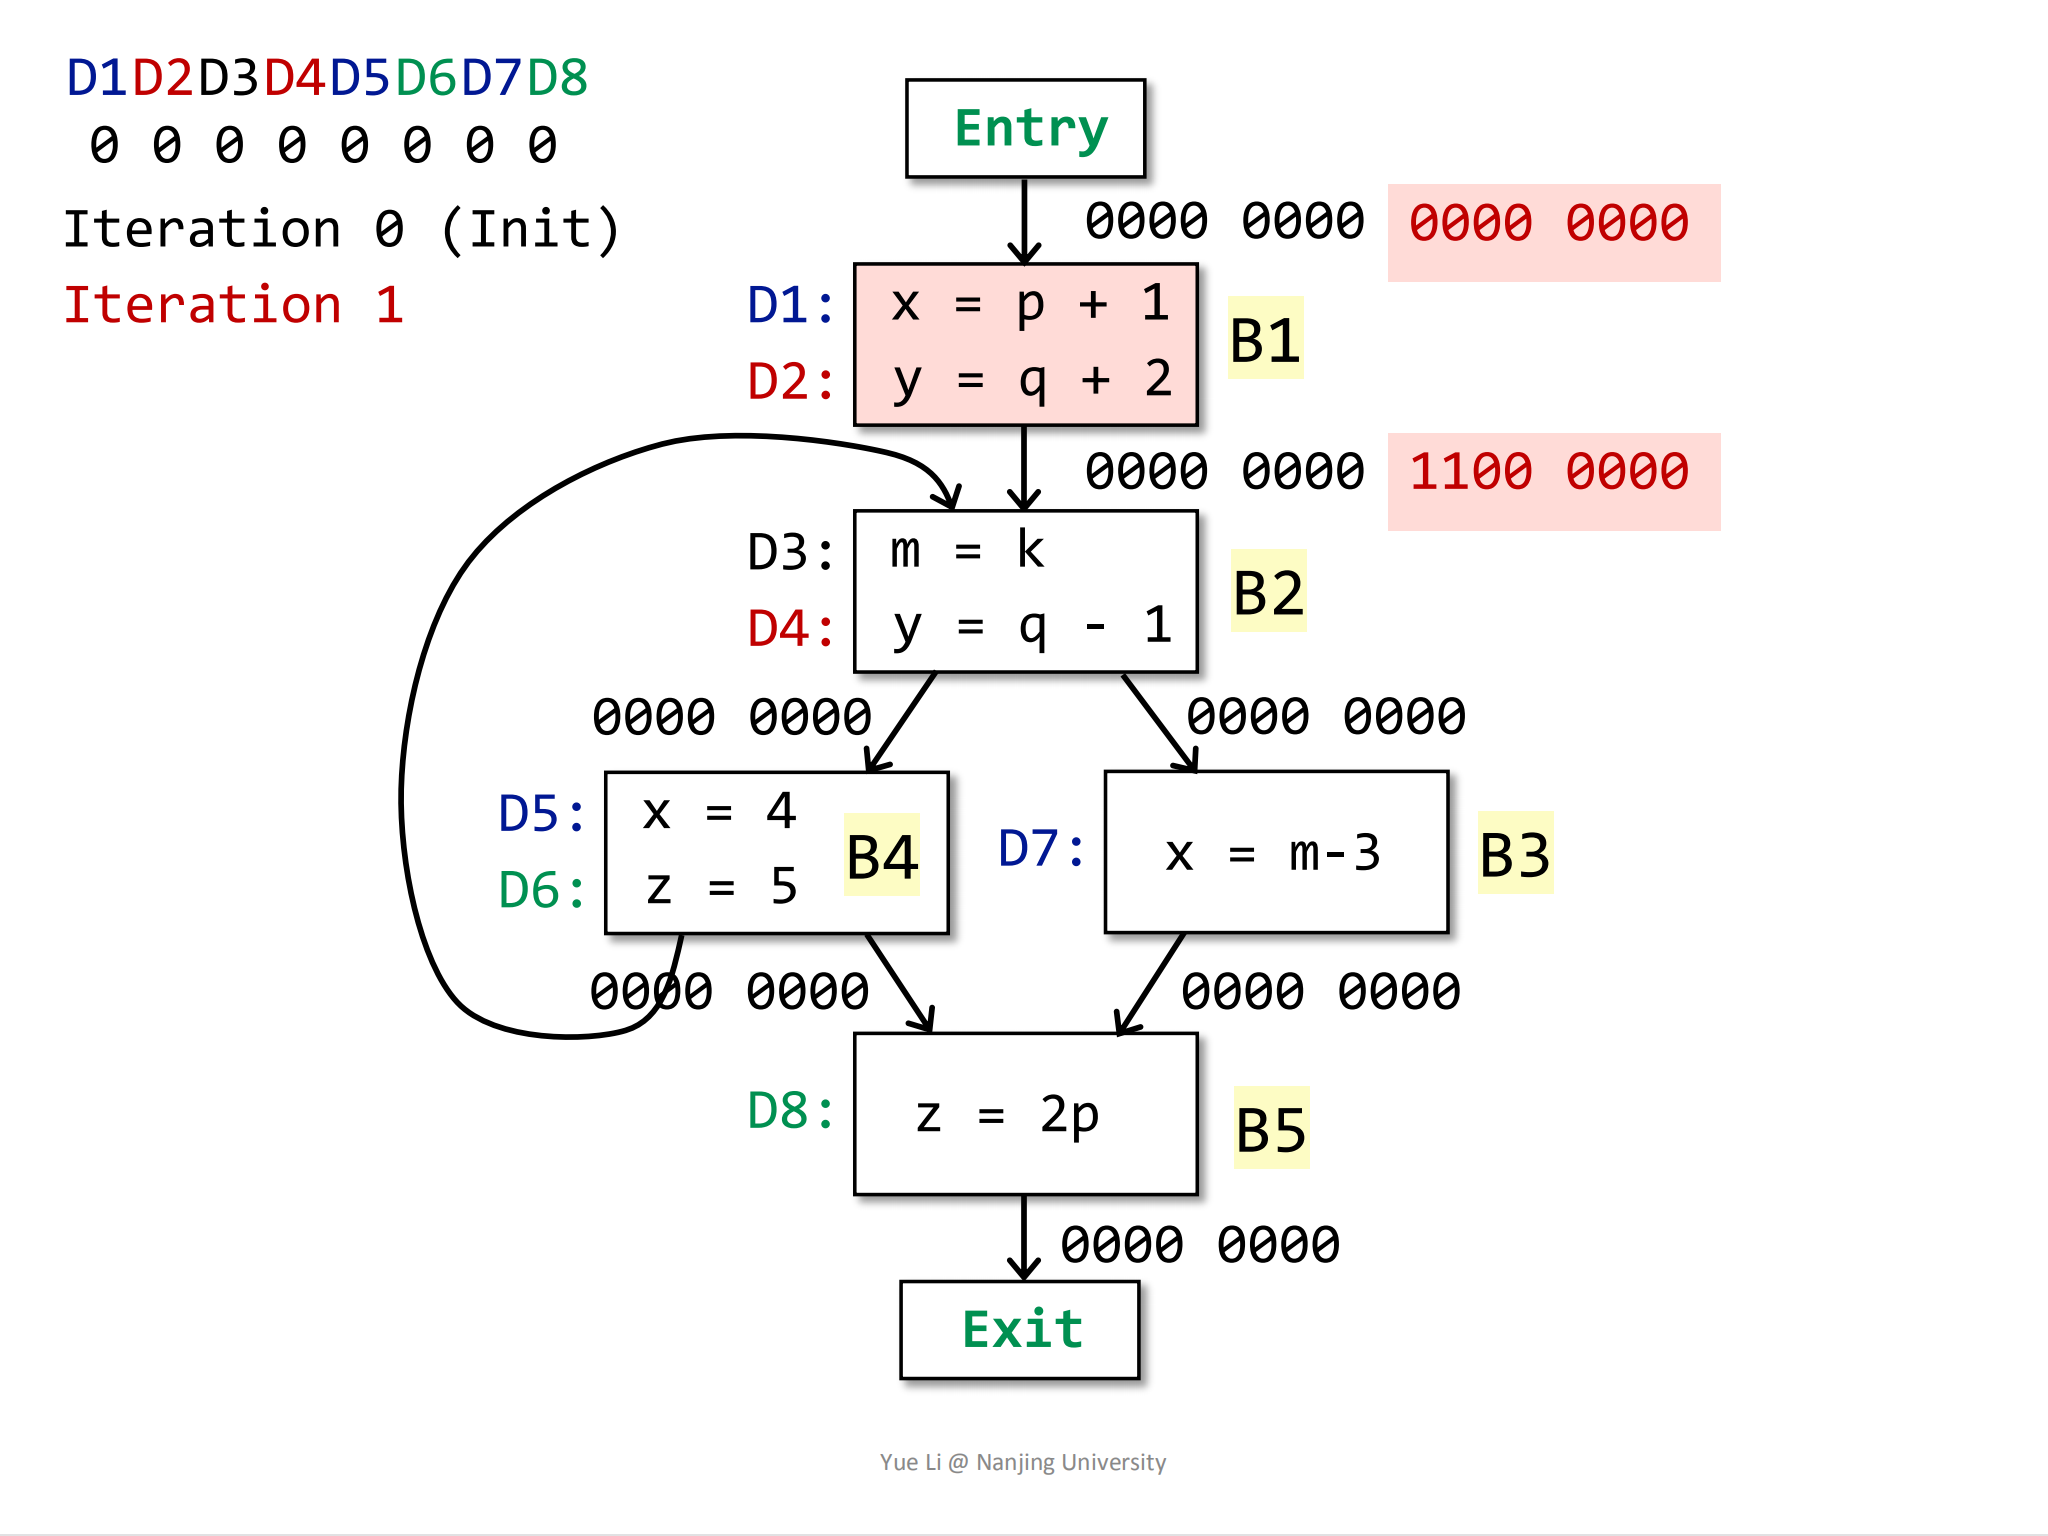 D1D2D3D4D5D6D7D8
0 0 0 0 0 0 0 0
Iteration 0 (Init)
Iteration 1
Entry
0000 0000 0000 0000
D1: x = p + 1
D2: y = q + 2
B1
0000 0000 1100 0000
D3: m = k
D4: y = q - 1
B2
0000 0000
0000 0000
D5: x = 4
D6: z = 5
B4
D7: x = m-3
B3
0000 0000
0000 0000
D8: z = 2p
B5
0000 0000
Exit
Yue Li @ Nanjing University